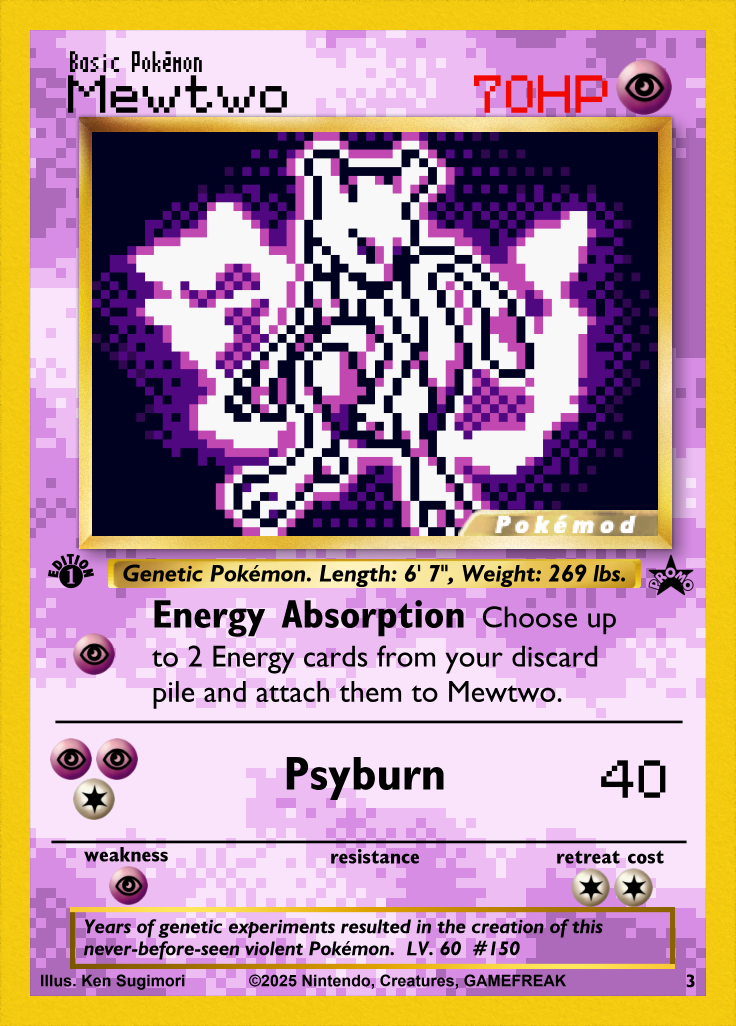 Basic Pokémon
Mewtwo 70HP
Pokémod
EDITION 1
Genetic Pokémon. Length: 6' 7", Weight: 269 lbs.
PROMO
Energy Absorption Choose up
to 2 Energy cards from your discard
pile and attach them to Mewtwo.
Psyburn 40
weakness resistance retreat cost
Years of genetic experiments resulted in the creation of this
never-before-seen violent Pokémon. LV. 60 #150
Illus. Ken Sugimori ©2025 Nintendo, Creatures, GAMEFREAK 3